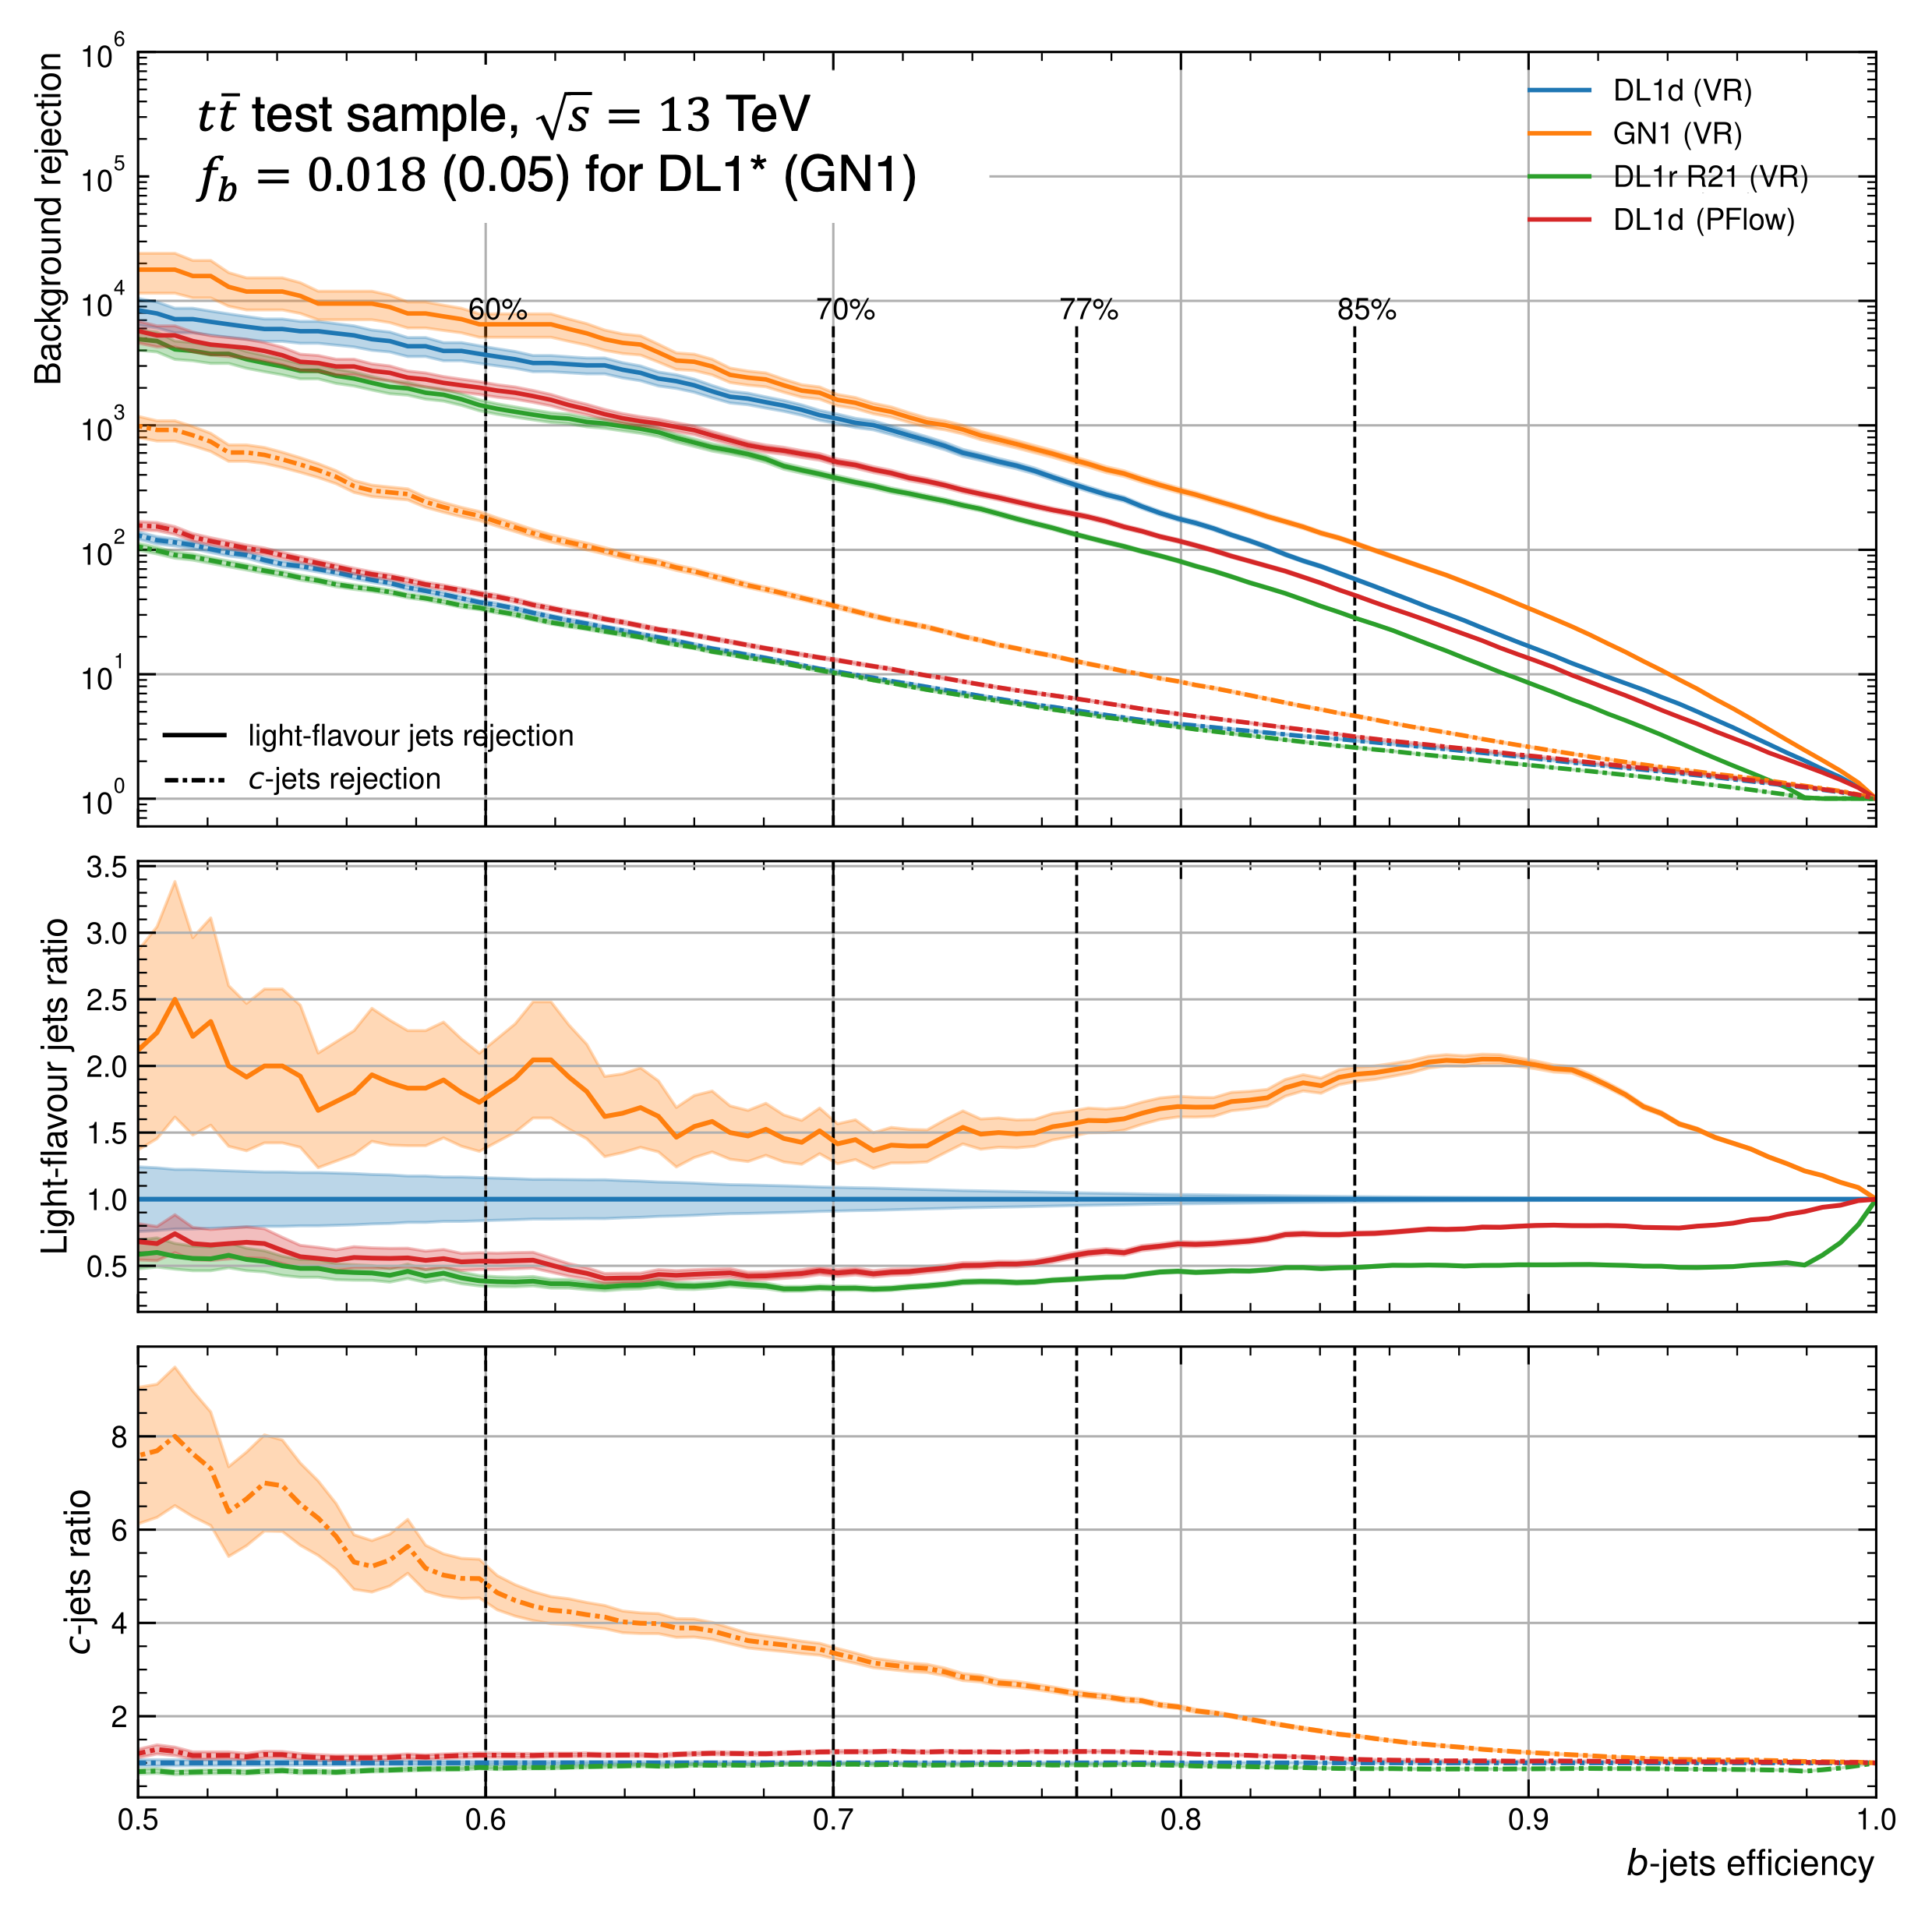 Background rejection
10^6
10^5
10^4
10^3
10^2
10^1
10^0
t t̄ test sample, √s = 13 TeV
f_b = 0.018 (0.05) for DL1* (GN1)
DL1d (VR)
GN1 (VR)
DL1r R21 (VR)
DL1d (PFlow)
60% 70% 77% 85%
light-flavour jets rejection
c-jets rejection
Light-flavour jets ratio
3.5
3.0
2.5
2.0
1.5
1.0
0.5
c-jets ratio
8
6
4
2
0.5 0.6 0.7 0.8 0.9 1.0
b-jets efficiency